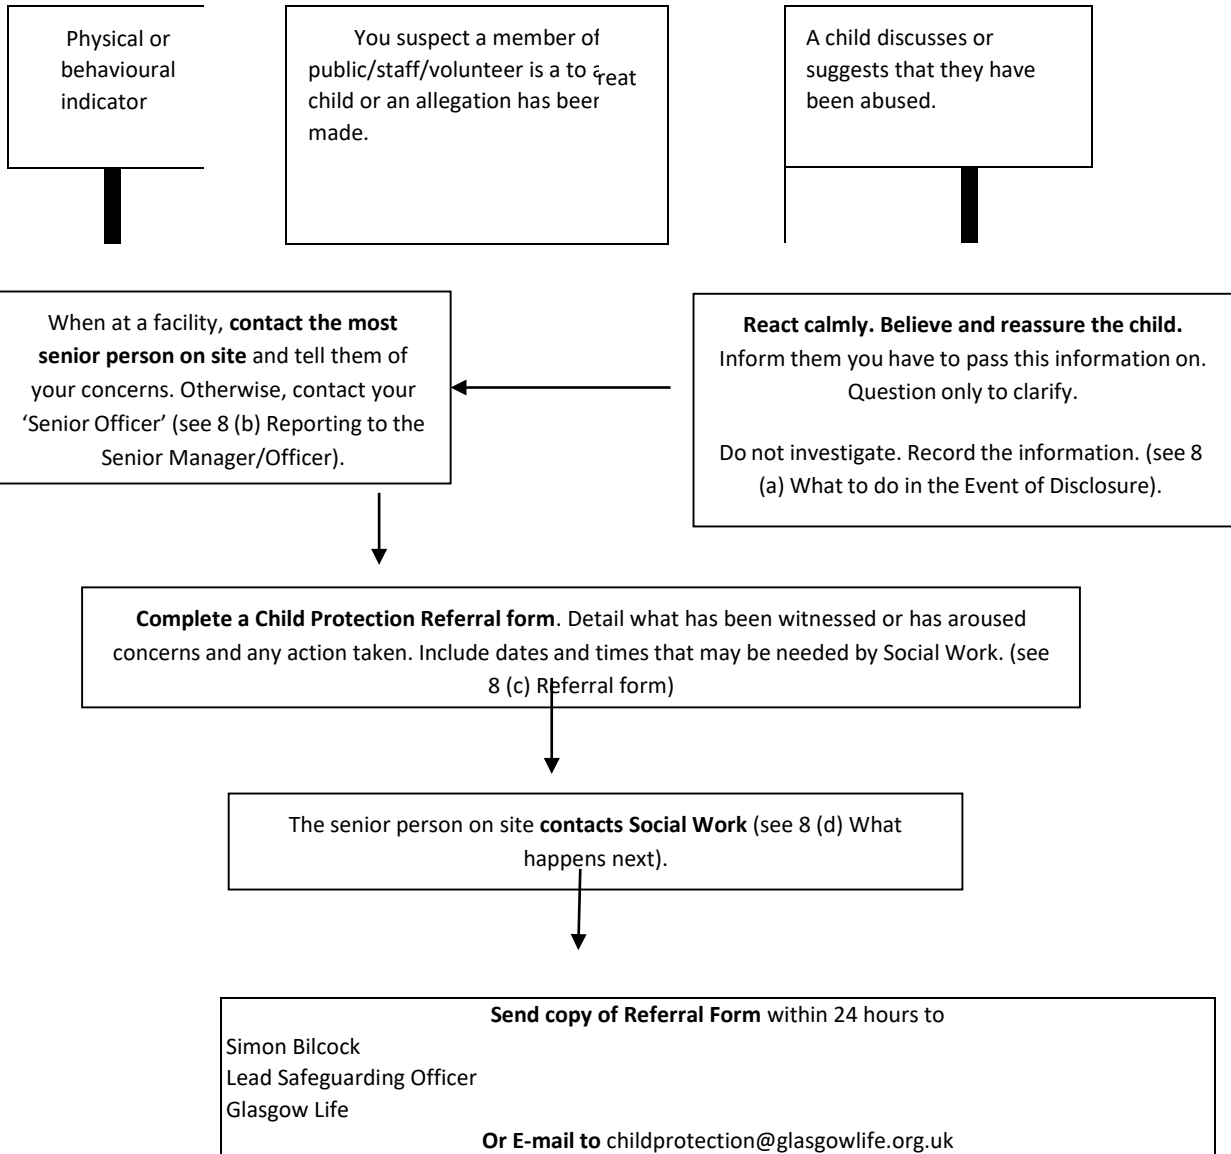 Physical or
behavioural
indicator
You suspect a member of
public/staff/volunteer is a to a
reat
child or an allegation has been
made.
A child discusses or
suggests that they have
been abused.
When at a facility, contact the most
senior person on site and tell them of
your concerns. Otherwise, contact your
‘Senior Officer’ (see 8 (b) Reporting to the
Senior Manager/Officer).
React calmly. Believe and reassure the child.
Inform them you have to pass this information on.
Question only to clarify.
Do not investigate. Record the information. (see 8
(a) What to do in the Event of Disclosure).
Complete a Child Protection Referral form. Detail what has been witnessed or has aroused
concerns and any action taken. Include dates and times that may be needed by Social Work. (see
8 (c) Referral form)
The senior person on site contacts Social Work (see 8 (d) What
happens next).
Send copy of Referral Form within 24 hours to
Simon Bilcock
Lead Safeguarding Officer
Glasgow Life
Or E-mail to childprotection@glasgowlife.org.uk